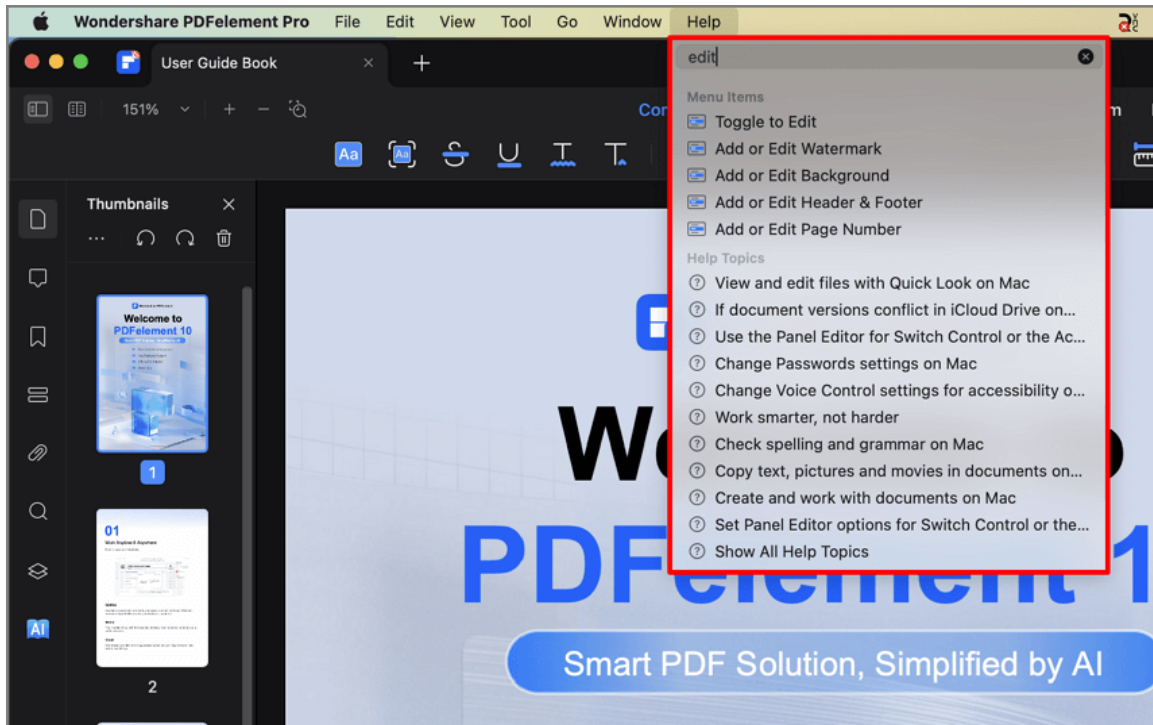 Wondershare PDFelement Pro File Edit View Tool Go Window Help
User Guide Book
edit
151%
Menu Items
Toggle to Edit
Add or Edit Watermark
Add or Edit Background
Add or Edit Header & Footer
Add or Edit Page Number
Help Topics
View and edit files with Quick Look on Mac
If document versions conflict in iCloud Drive on...
Use the Panel Editor for Switch Control or the Ac...
Change Passwords settings on Mac
Change Voice Control settings for accessibility o...
Work smarter, not harder
Check spelling and grammar on Mac
Copy text, pictures and movies in documents on...
Create and work with documents on Mac
Set Panel Editor options for Switch Control or the...
Show All Help Topics
Aa Aa
Thumbnails
Welcome to
PDFelement 10
1
01
2
AI
PDFelement 1
Smart PDF Solution, Simplified by AI